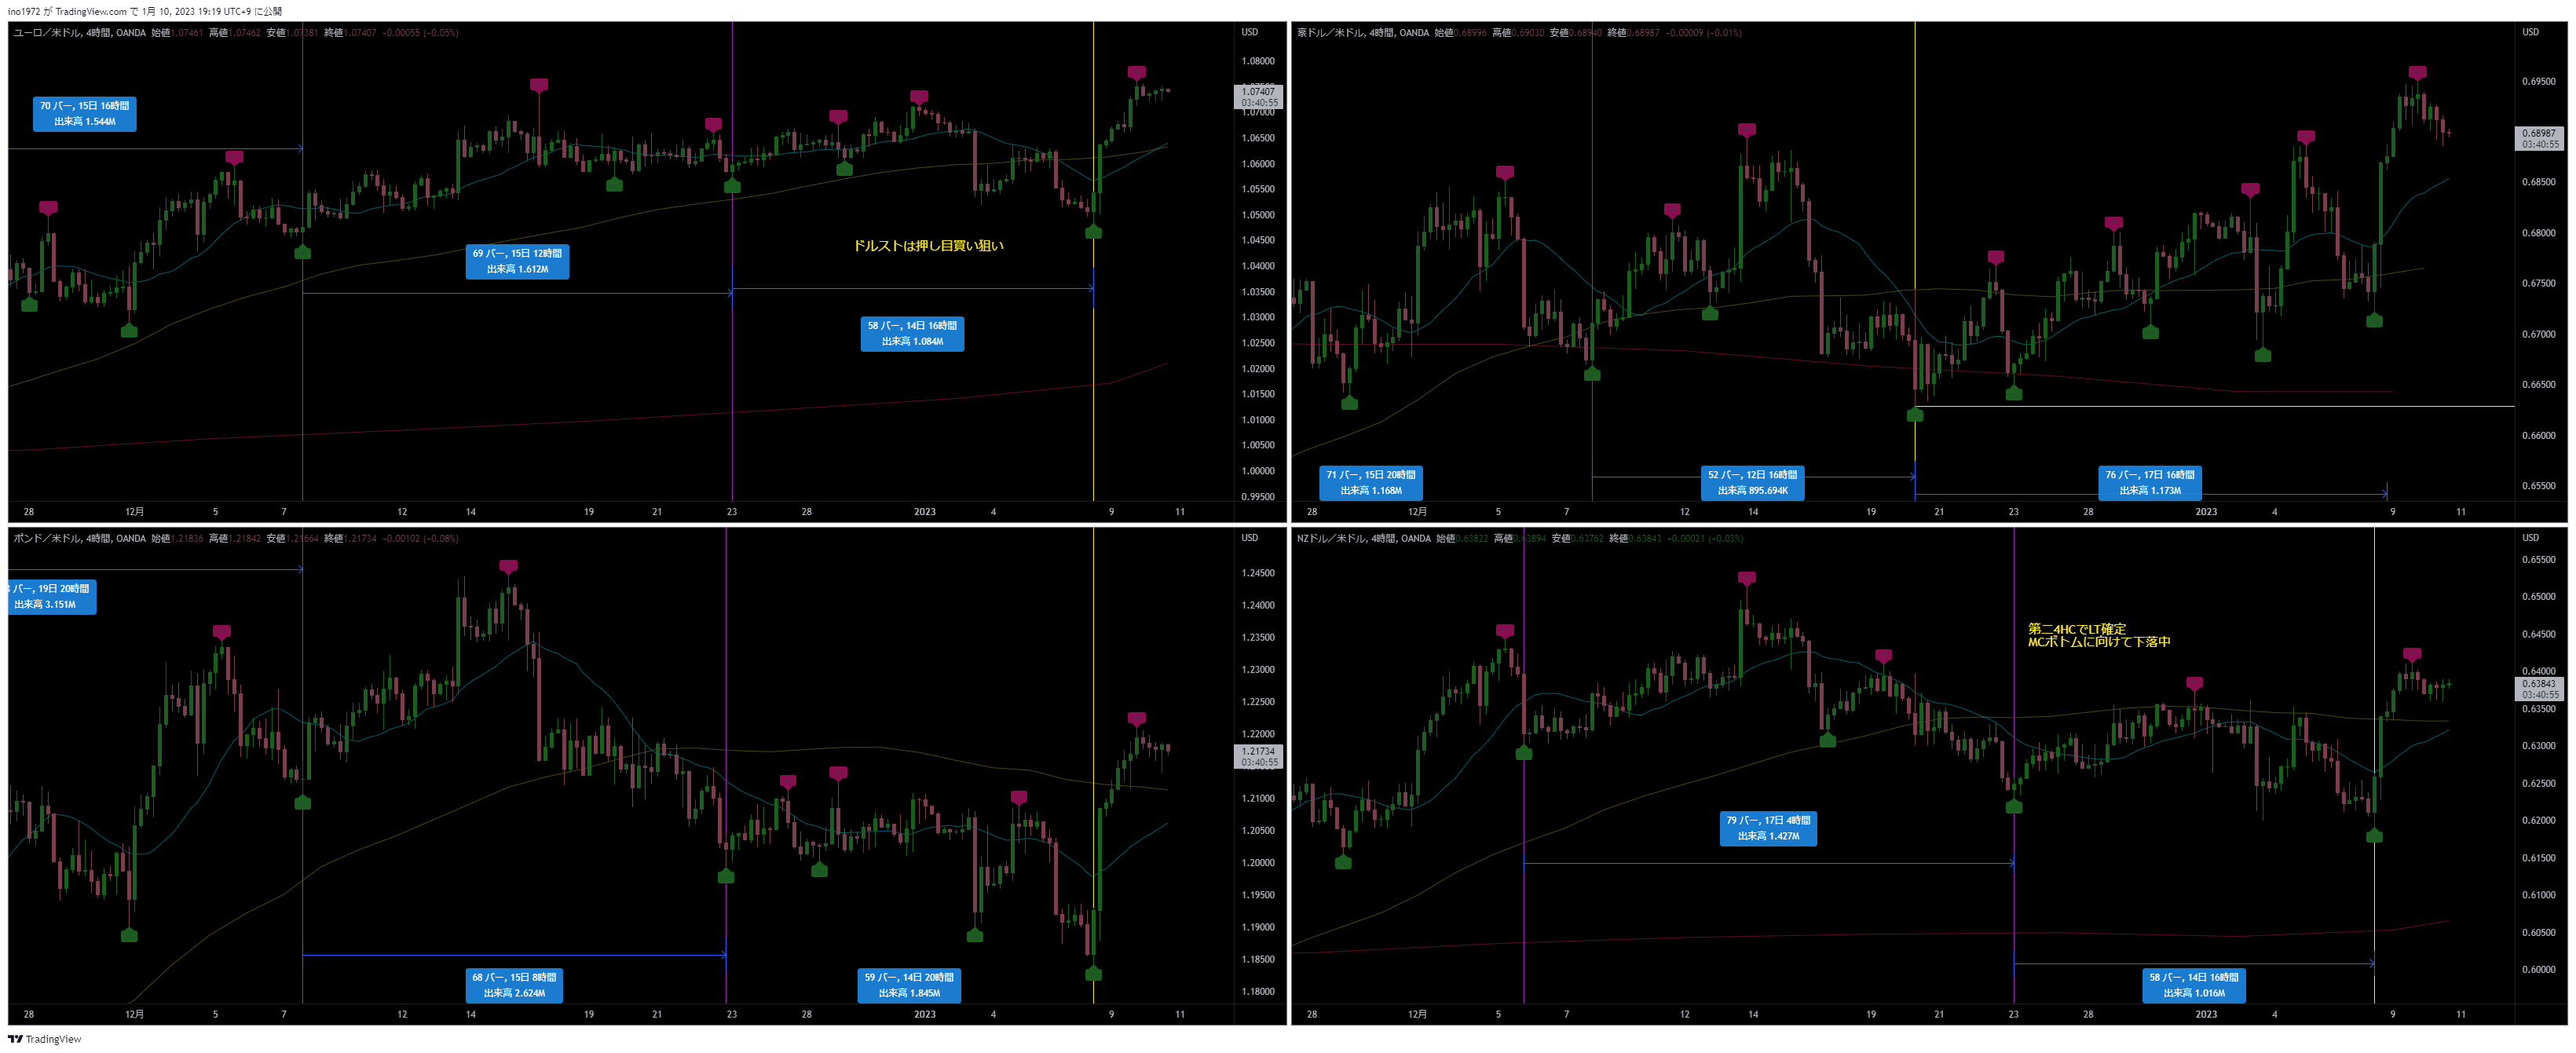 ino1972 が TradingView.com で 1月 10, 2023 19:19 UTC+9 に公開
ユーロ／米ドル, 4時間, OANDA 始値1.07461 高値1.07462 安値1.07381 終値1.07407 −0.00055 (−0.05%)
USD
1.08000
1.07407
03:40:55
1.07000
1.06500
1.06000
1.05500
1.05000
1.04500
1.04000
1.03500
1.03000
1.02500
1.02000
1.01500
1.01000
1.00500
1.00000
0.99500
70 バー, 15日 16時間
出来高 1.544M
69 バー, 15日 12時間
出来高 1.612M
ドルストは押し目買い狙い
58 バー, 14日 16時間
出来高 1.084M
28 12月 5 7 12 14 19 21 23 28 2023 4 9 11
豪ドル／米ドル, 4時間, OANDA 始値0.68996 高値0.69030 安値0.68940 終値0.68987 −0.00009 (−0.01%)
USD
0.69500
0.68987
03:40:55
0.68500
0.68000
0.67500
0.67000
0.66500
0.66000
0.65500
71 バー, 15日 20時間
出来高 1.168M
52 バー, 12日 16時間
出来高 895.694K
76 バー, 17日 16時間
出来高 1.173M
28 12月 5 7 12 14 19 21 23 28 2023 4 9 11
ポンド／米ドル, 4時間, OANDA 始値1.21836 高値1.21842 安値1.21664 終値1.21734 −0.00102 (−0.08%)
USD
1.24500
1.24000
1.23500
1.23000
1.22500
1.22000
1.21734
03:40:55
1.21000
1.20500
1.20000
1.19500
1.19000
1.18500
1.18000
バー, 19日 20時間
出来高 3.151M
68 バー, 15日 8時間
出来高 2.624M
59 バー, 14日 20時間
出来高 1.845M
28 12月 5 7 12 14 19 21 23 28 2023 4 9 11
NZドル／米ドル, 4時間, OANDA 始値0.63822 高値0.63894 安値0.63762 終値0.63843 +0.00021 (+0.03%)
USD
0.65500
0.65000
0.64500
0.64000
0.63843
03:40:55
0.63500
0.63000
0.62500
0.62000
0.61500
0.61000
0.60500
0.60000
第二4HCでLT確定
MCボトムに向けて下落中
79 バー, 17日 4時間
出来高 1.427M
58 バー, 14日 16時間
出来高 1.016M
28 12月 5 7 12 14 19 21 23 28 2023 4 9 11
TradingView